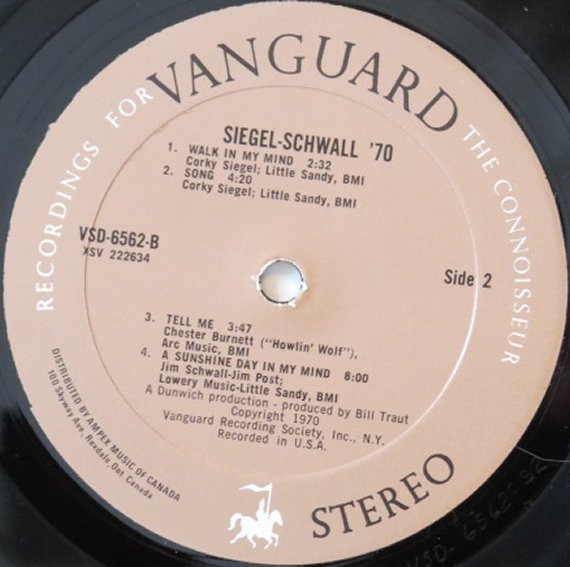 RECORDINGS FOR VANGUARD THE CONNOISSEUR
SIEGEL-SCHWALL '70
1. WALK IN MY MIND 2:32
Corky Siegel; Little Sandy, BMI
2. SONG 4:20
Corky Siegel; Little Sandy, BMI
VSD-6562-B
XSV 222634
Side 2
3. TELL ME 3:47
Chester Burnett ("Howlin' Wolf"),
Arc Music, BMI
4. A SUNSHINE DAY IN MY MIND 8:00
Jim Schwall-Jim Post;
Lowery Music-Little Sandy, BMI
A Dunwich production - produced by Bill Traut
Copyright 1970
Vanguard Recording Society, Inc., N.Y.
Recorded in U.S.A.
DISTRIBUTED BY AMPEX MUSIC OF CANADA
100 Skyway Ave, Rexdale, Ont. Canada
STEREO